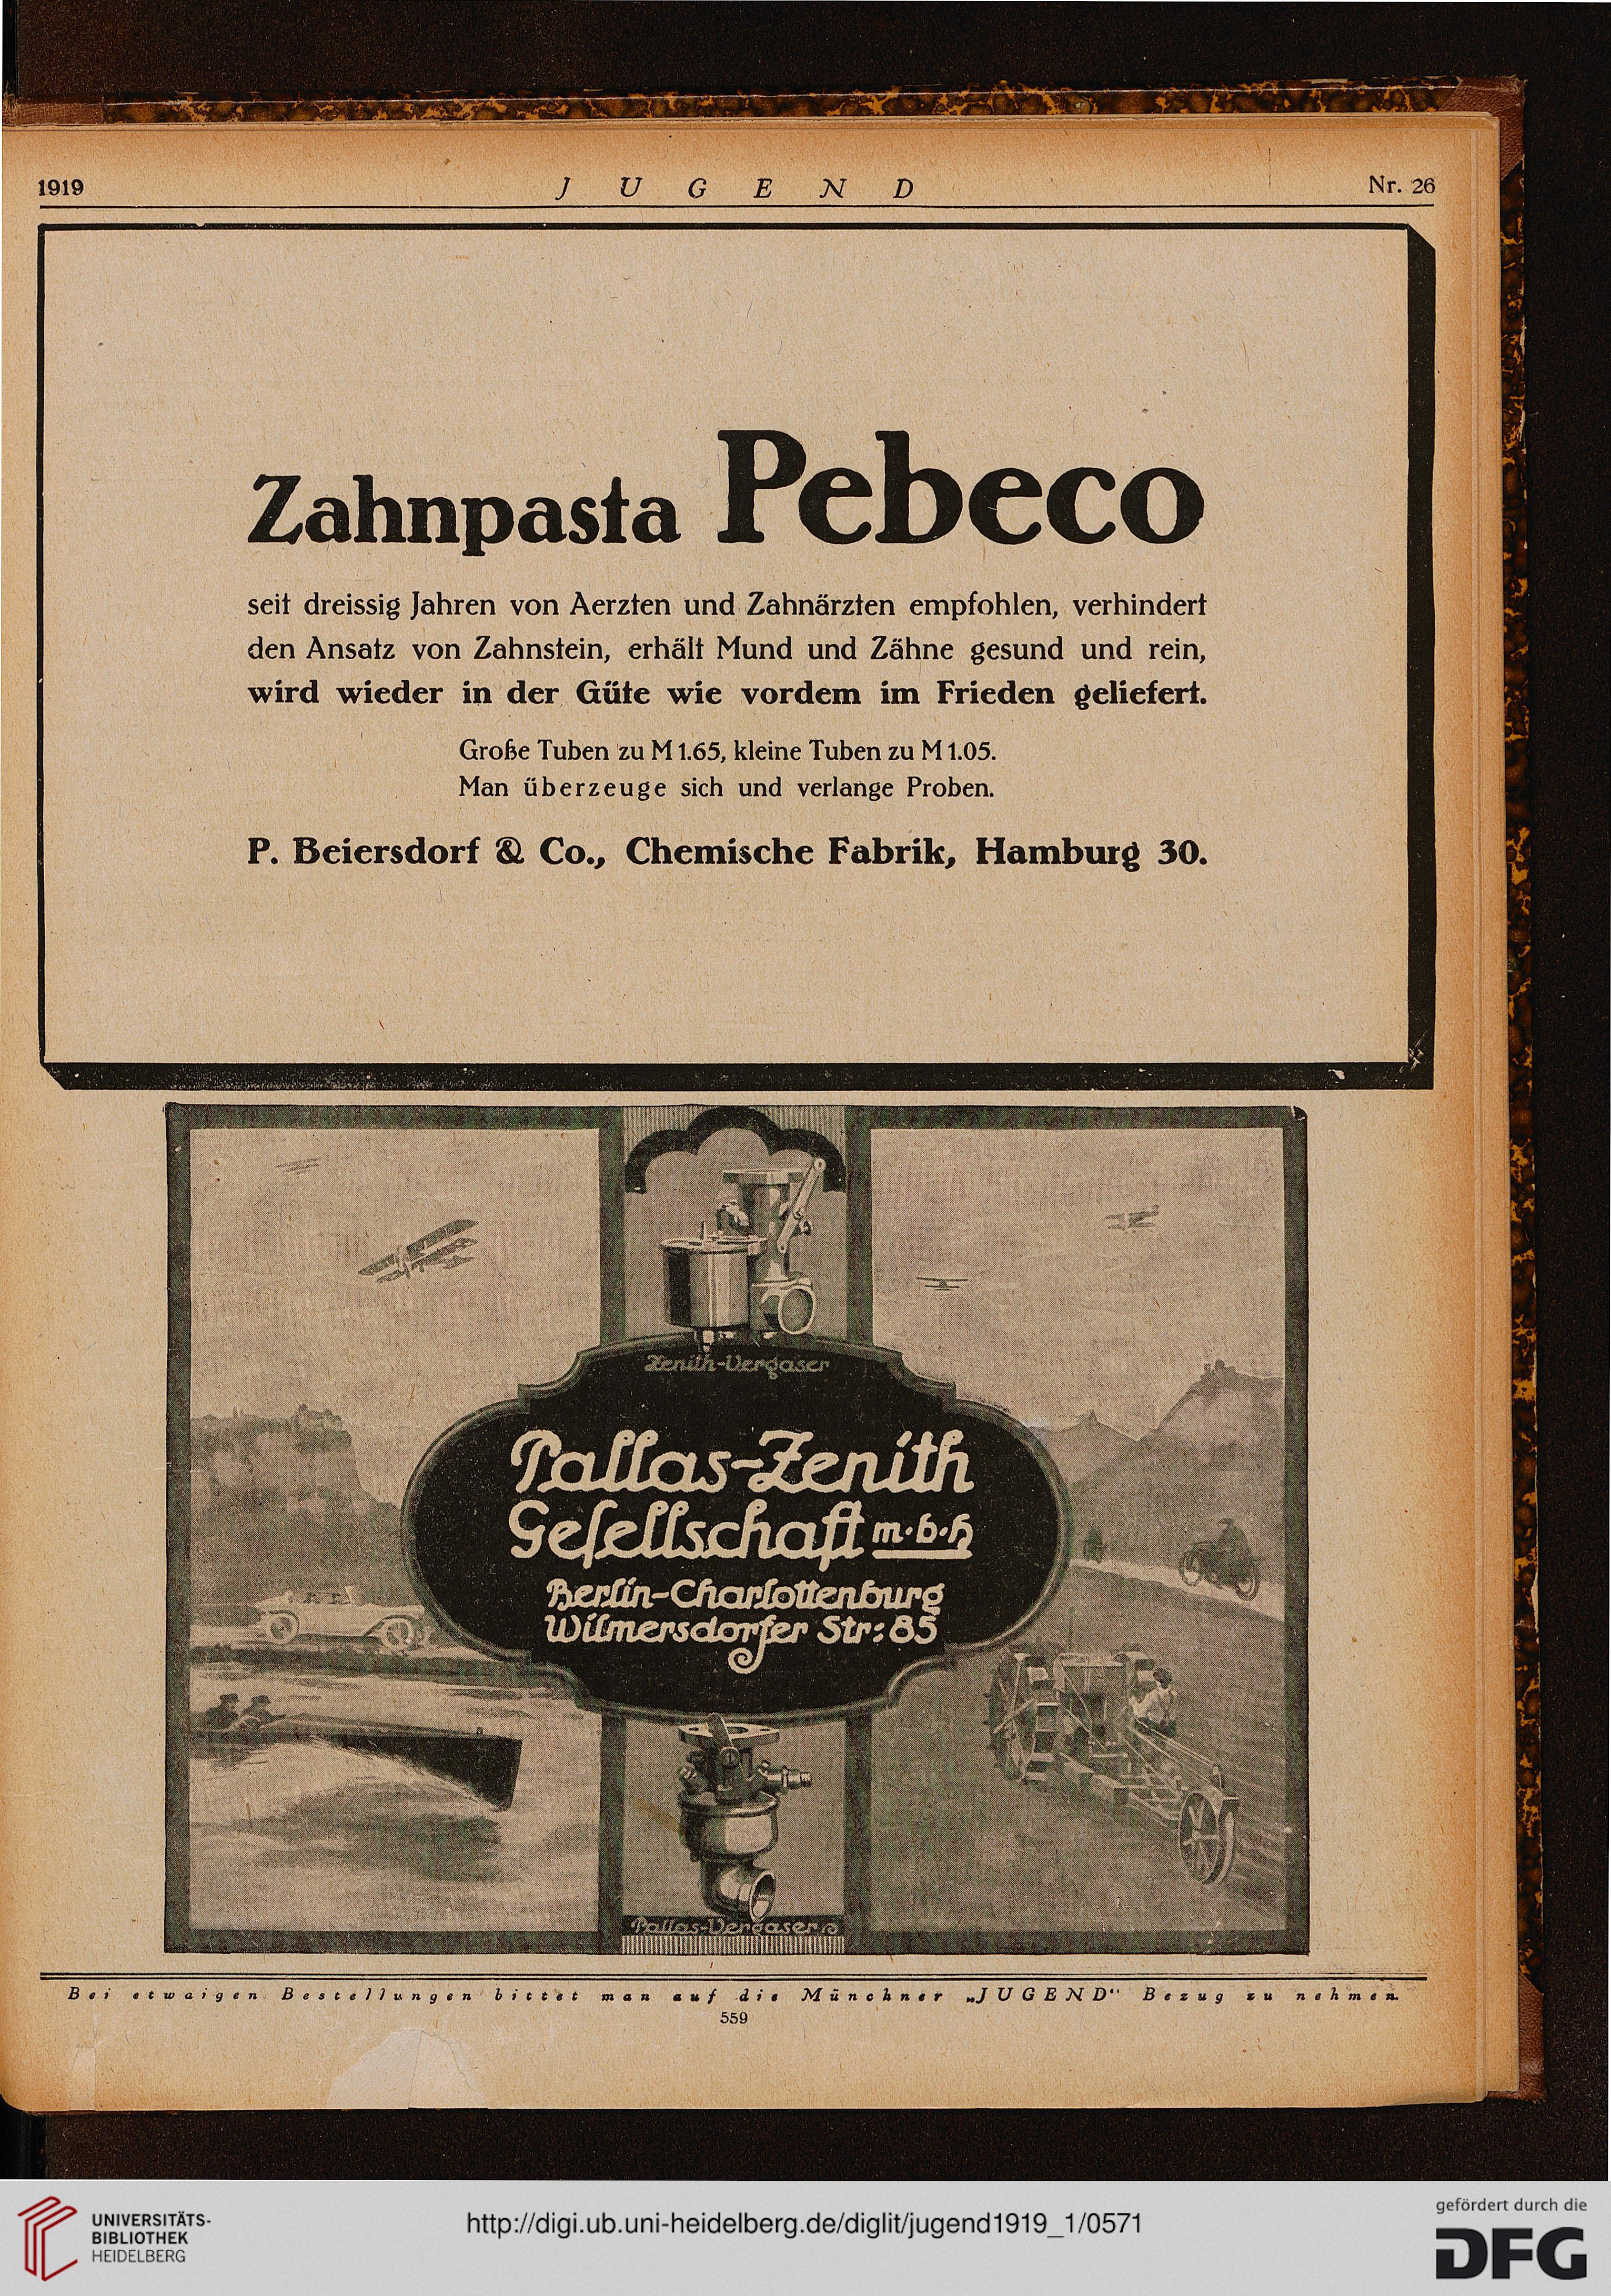 1919
JUGEND
Nr. 26
Zahnpasta Pebeco
seit dreissig Jahren von Aerzten und Zahnärzten empfohlen, verhindert
den Ansatz von Zahnstein, erhält Mund und Zähne gesund und rein,
wird wieder in der Güte wie vordem im Frieden geliefert.
Große Tuben zu M 1.65, kleine Tuben zu M 1.05.
Man überzeuge sich und verlange Proben.
P. Beiersdorf & Co., Chemische Fabrik, Hamburg 30.
Zenith-Vergaser
Pallas-Zenith
Geſellschaft m·b·h
Berlin-Charlottenburg
Wilmersdorfer Str: 85
Pallas-Vergaser
Bei etwaigen Bestellungen bittet man auf die Münchner „JUGEND“ Bezug zu nehmen.
559
UNIVERSITÄTS-
BIBLIOTHEK
HEIDELBERG
http://digi.ub.uni-heidelberg.de/diglit/jugend1919_1/0571
gefördert durch die
DFG